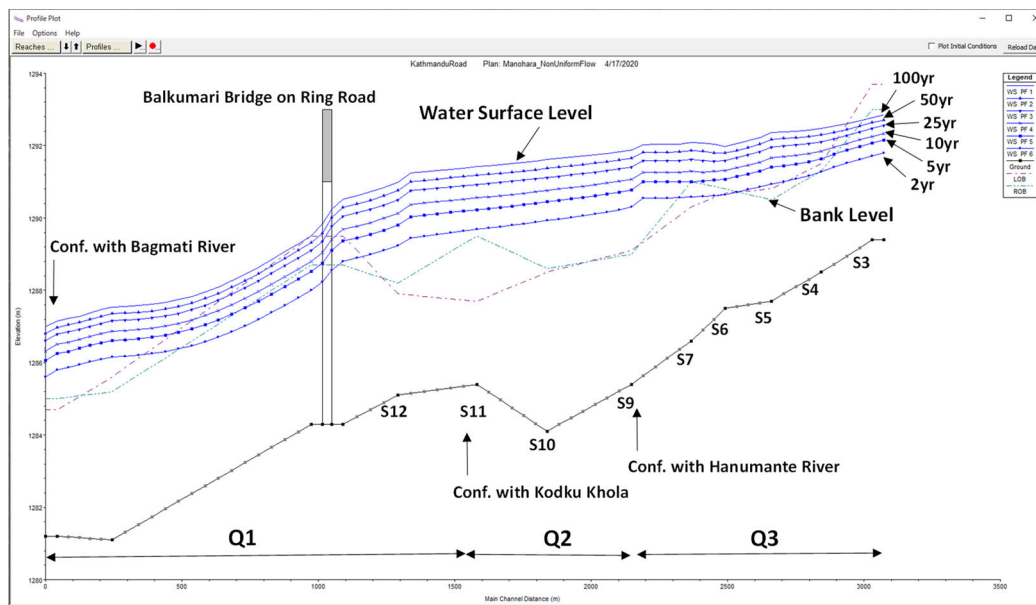 Profile Plot
File Options Help
Reaches ... Profiles ... Plot Initial Conditions Reload Da
KathmanduRoad Plan: Manohara_NonUniformFlow 4/17/2020
1294
1292
1290
1288
1286
1284
1282
1280
Elevation (m)
0 500 1000 1500 2000 2500 3000 3500
Main Channel Distance (m)
Balkumari Bridge on Ring Road
Water Surface Level
Conf. with Bagmati River
Bank Level
100yr
50yr
25yr
10yr
5yr
2yr
S3
S4
S5
S6
S7
S9
S10
S11
S12
Conf. with Hanumante River
Conf. with Kodku Khola
Q1 Q2 Q3
Legend
WS PF 1
WS PF 2
WS PF 3
WS PF 4
WS PF 5
WS PF 6
Ground
LOB
ROB